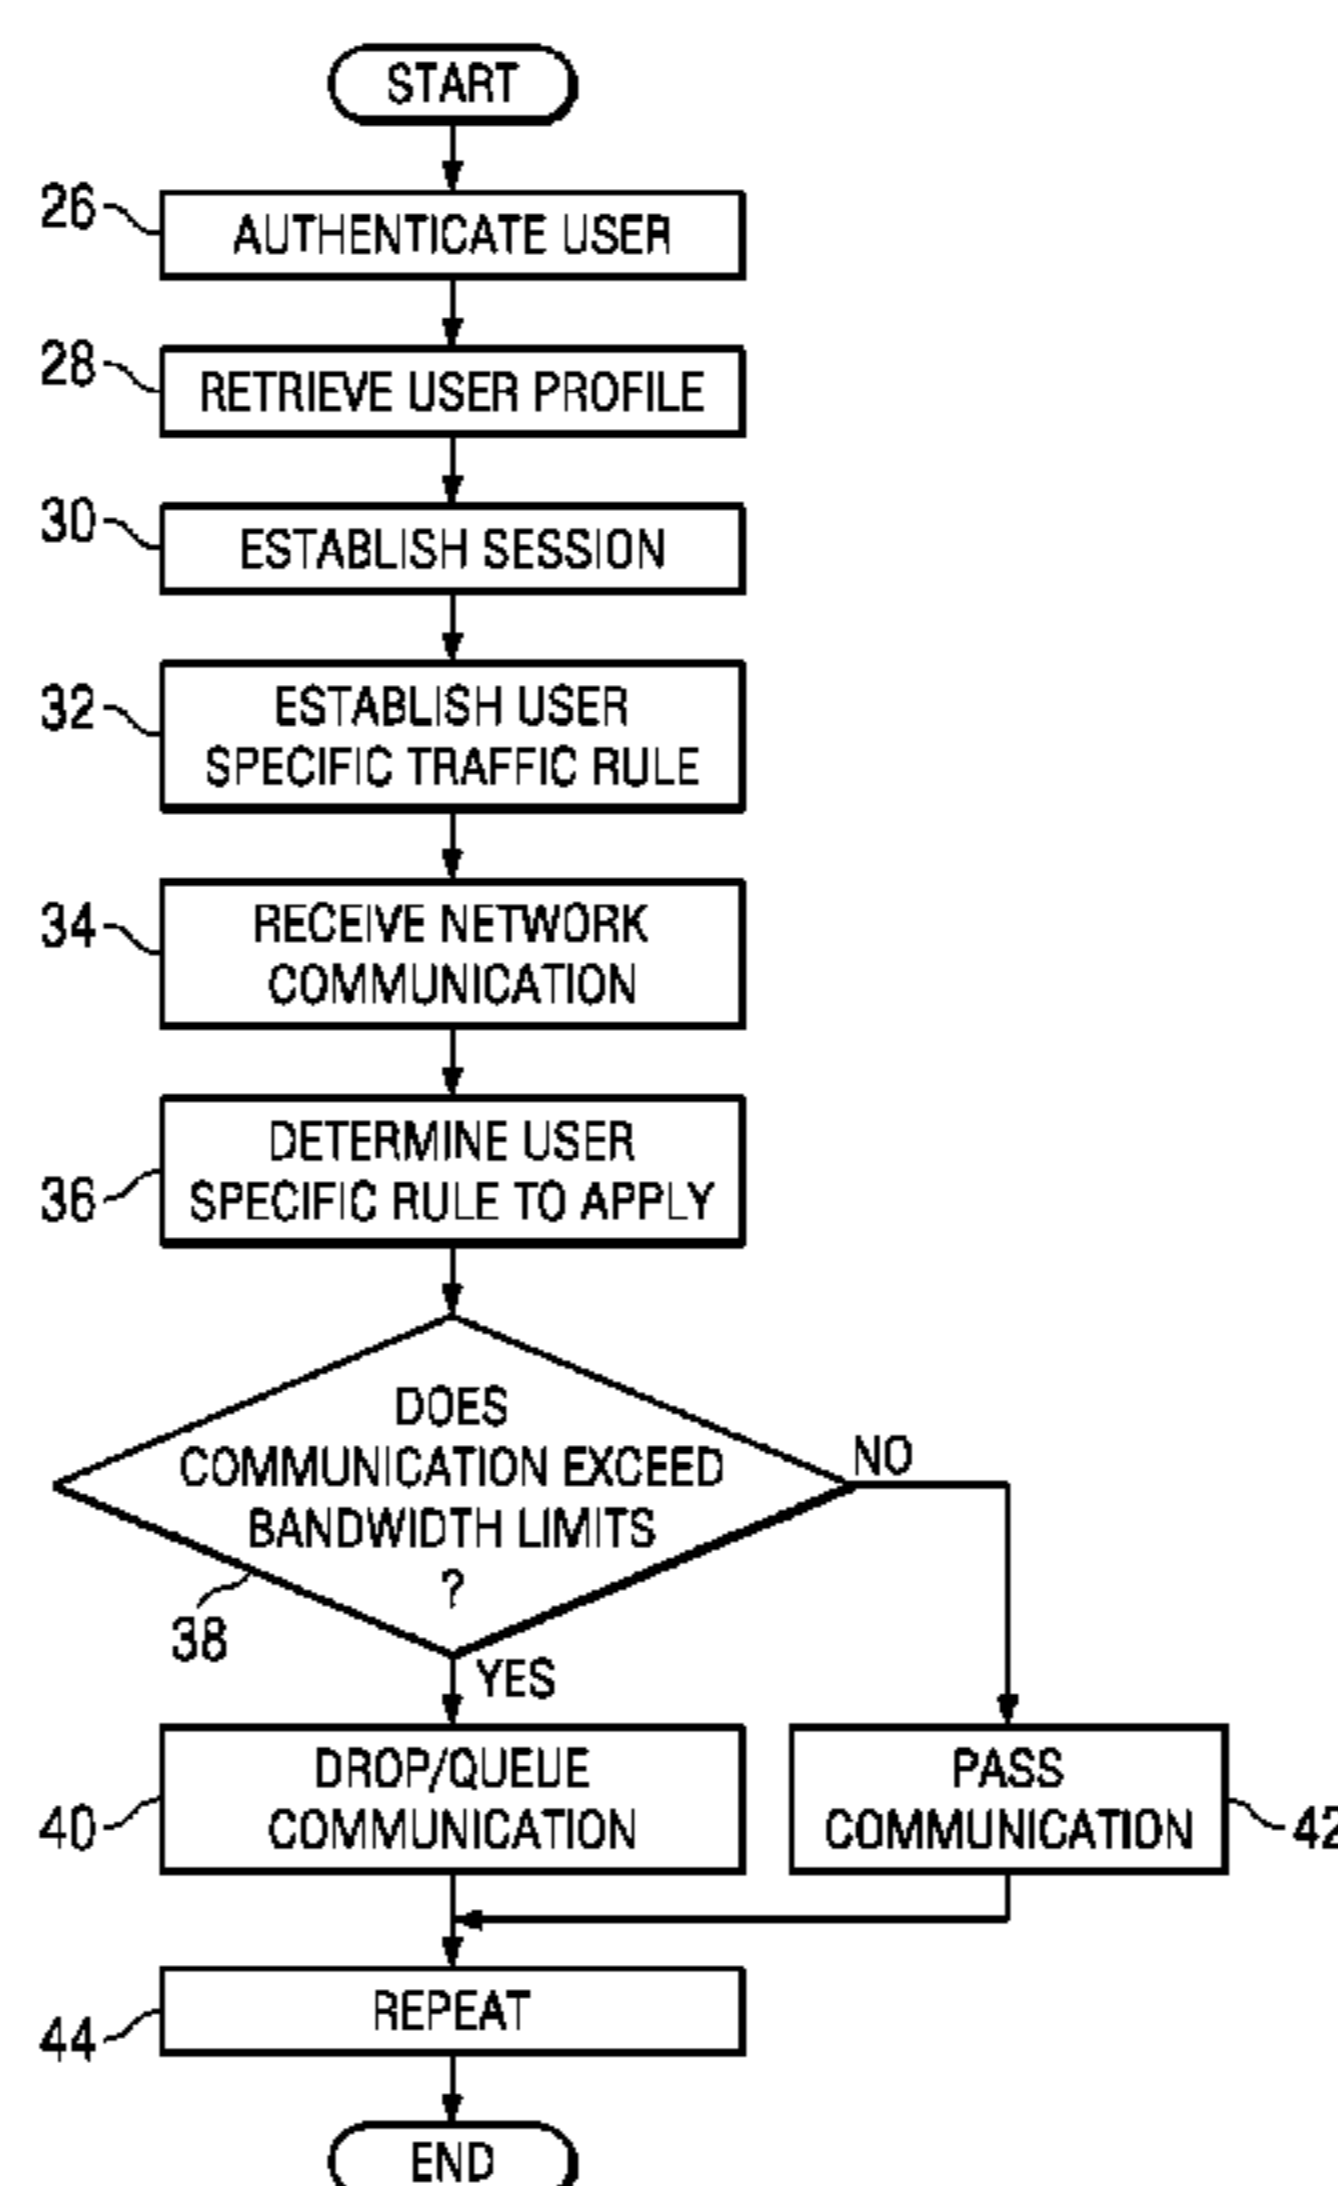 START
26
AUTHENTICATE USER
28
RETRIEVE USER PROFILE
30
ESTABLISH SESSION
32
ESTABLISH USER
SPECIFIC TRAFFIC RULE
34
RECEIVE NETWORK
COMMUNICATION
36
DETERMINE USER
SPECIFIC RULE TO APPLY
DOES
COMMUNICATION EXCEED
BANDWIDTH LIMITS
?
NO
38
YES
40
DROP/QUEUE
COMMUNICATION
PASS
COMMUNICATION
42
44
REPEAT
END